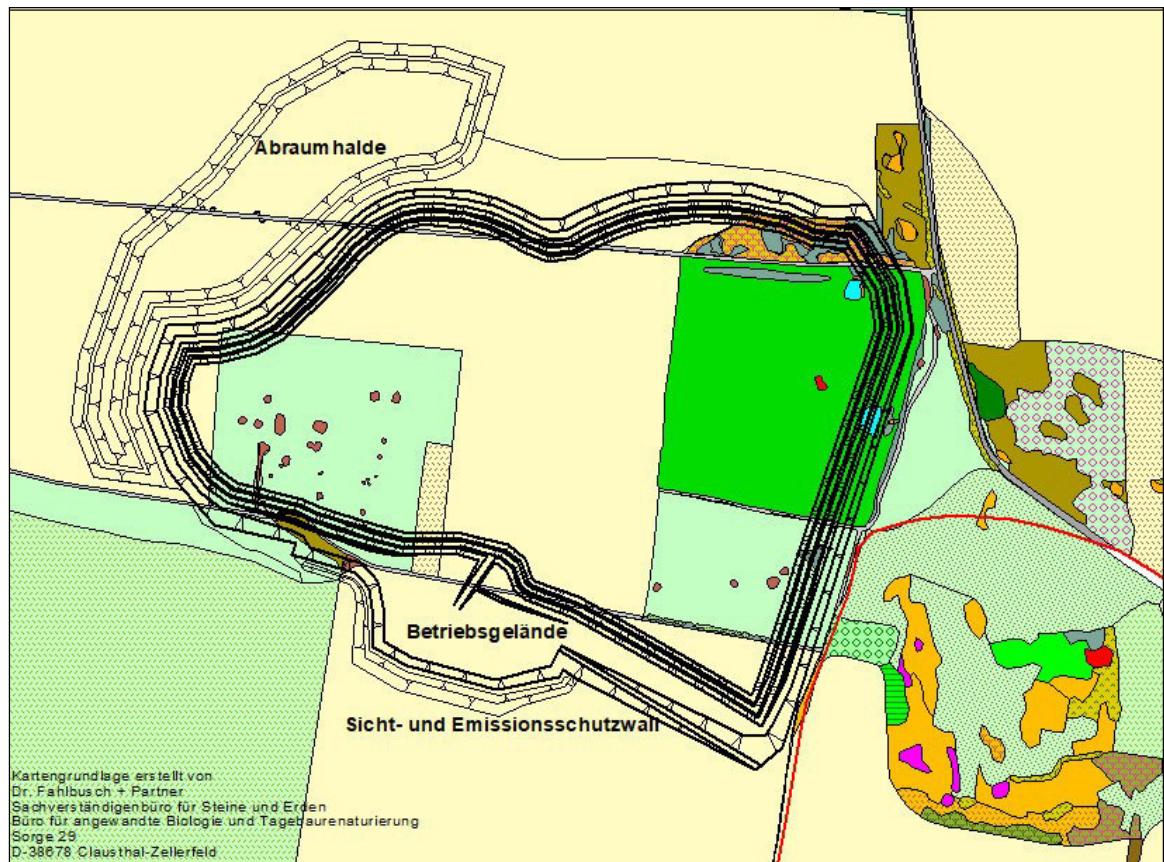 Abraumhalde
Betriebsgelände
Sicht- und Emissionsschutzwall
Kartengrundlage erstellt von
Dr. Fahlbusch + Partner
Sachverständigenbüro für Steine und Erden
Büro für angewandte Biologie und Tagebaurenaturierung
Sorge 29
D-38678 Clausthal-Zellerfeld